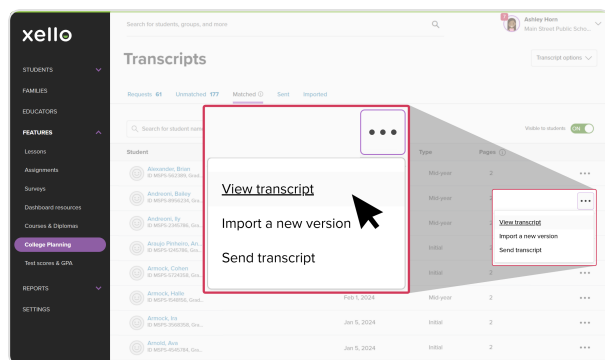 xello
Search for students, groups, and more
2
Ashley Horn
Main Street Public Scho...
Transcripts
Transcript options
STUDENTS
FAMILIES
EDUCATORS
FEATURES
Lessons
Assignments
Surveys
Dashboard resources
Courses & Diplomas
College Planning
Test scores & GPA
REPORTS
SETTINGS
Requests 61 Unmatched 177 Matched Sent Imported
Search for student name
Visible to students ON
Student Type Pages
Alexander, Brian
Mid-year 2
Andreoni, Bailey
Mid-year
Andreoni, Ily
Mid-year
Araujo Pinheiro, An...
Initial
Armock, Cohen
Initial 2
Armock, Halle
Feb 1, 2024 Mid-year 2
Armock, Ira
Jan 5, 2024 Initial 2
Arnold, Ava
Jan 5, 2024 Initial 2
View transcript
Import a new version
Send transcript
View transcript
Import a new version
Send transcript